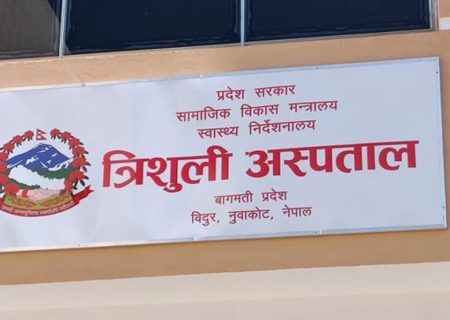 प्रदेश सरकार
सामाजिक विकास मन्त्रालय
स्वास्थ्य निर्देशनालय
त्रिशुली अस्पताल
बागमती प्रदेश
विदुर, नुवाकोट, नेपाल